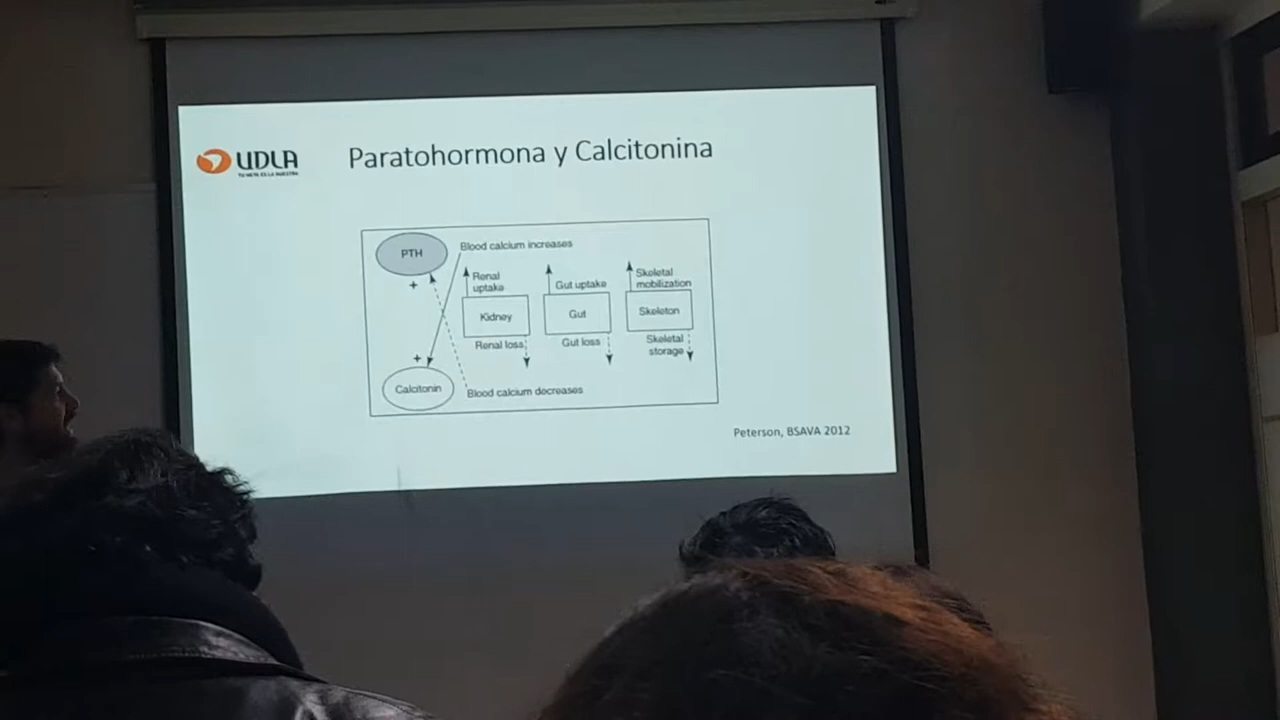 UDLA
TU META ES LA NUESTRA
Paratohormona y Calcitonina
PTH
Blood calcium increases
+
Renal
uptake
Gut uptake
Skeletal
mobilization
Kidney
Gut
Skeleton
Renal loss
Gut loss
Skeletal
storage
+
Calcitonin
Blood calcium decreases
Peterson, BSAVA 2012